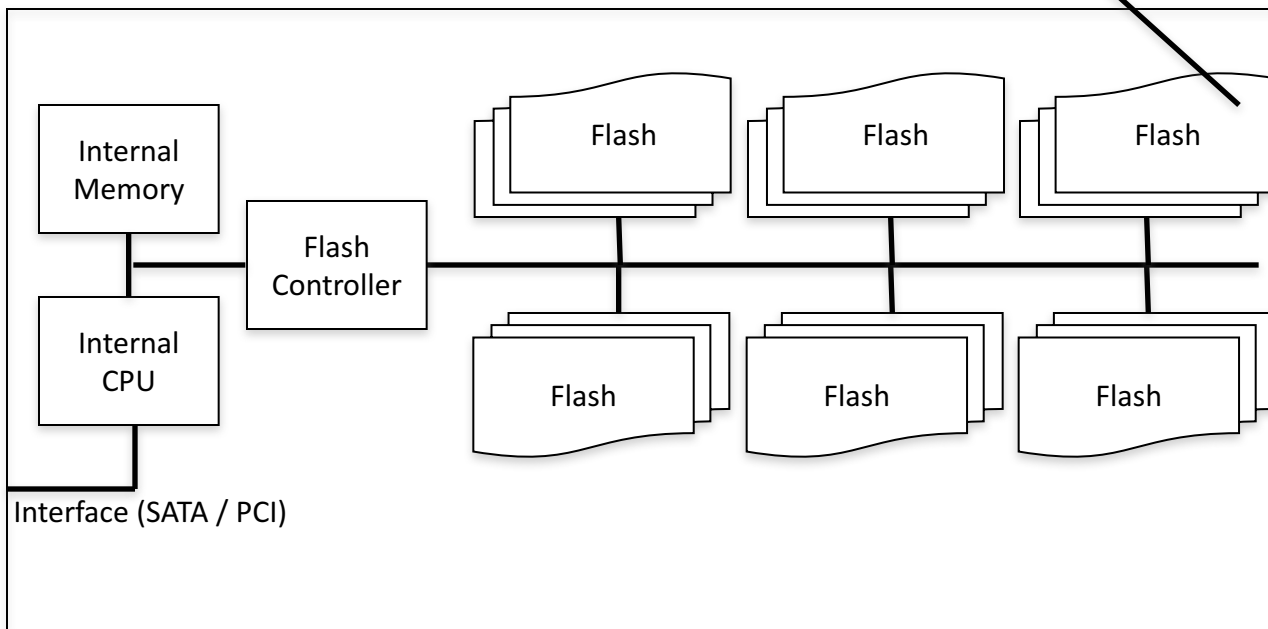 Internal
Memory
Flash
Controller
Internal
CPU
Interface (SATA / PCI)
Flash
Flash
Flash
Flash
Flash
Flash